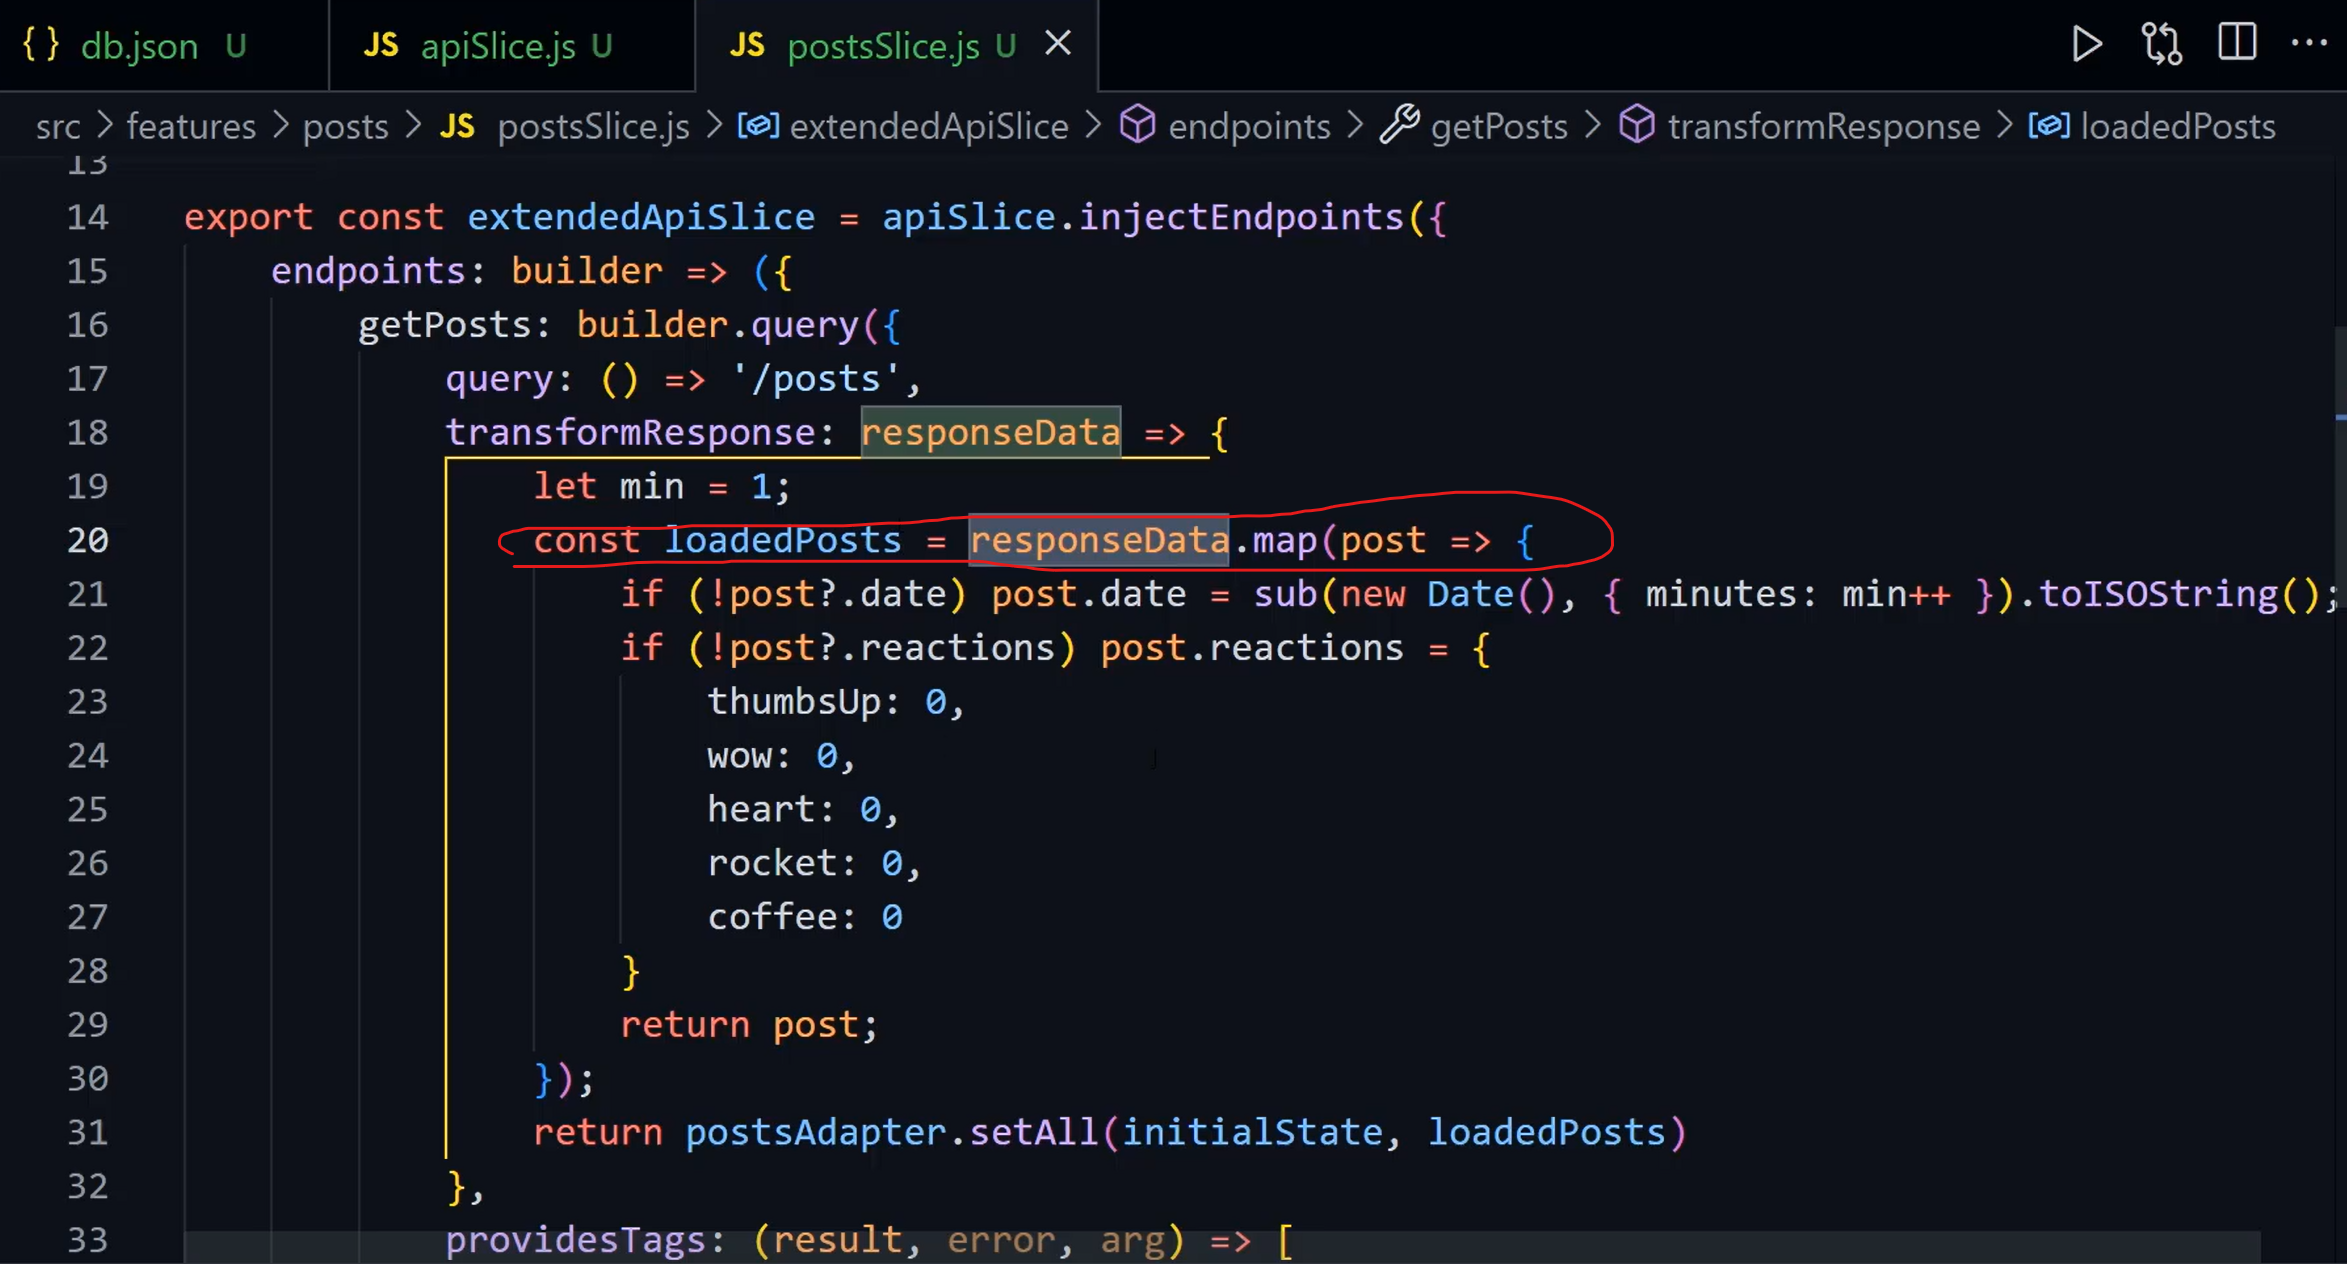 {} db.json U JS apiSlice.js U JS postsSlice.js U
src > features > posts > JS postsSlice.js > extendedApiSlice > endpoints > getPosts > transformResponse > loadedPosts
13
14 export const extendedApiSlice = apiSlice.injectEndpoints({
15 endpoints: builder => ({
16 getPosts: builder.query({
17 query: () => '/posts',
18 transformResponse: responseData => {
19 let min = 1;
20 const loadedPosts = responseData.map(post => {
21 if (!post?.date) post.date = sub(new Date(), { minutes: min++ }).toISOString();
22 if (!post?.reactions) post.reactions = {
23 thumbsUp: 0,
24 wow: 0,
25 heart: 0,
26 rocket: 0,
27 coffee: 0
28 }
29 return post;
30 });
31 return postsAdapter.setAll(initialState, loadedPosts)
32 },
33 providesTags: (result, error, arg) => [